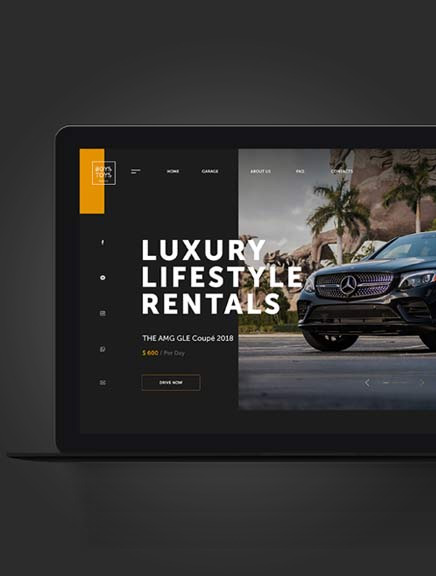 BOYS
TOYS
HOME
GARAGE
ABOUT US
FAQ
CONTACTS
LUXURY
LIFESTYLE
RENTALS
THE AMG GLE Coupé 2018
$ 600 / Per Day
DRIVE NOW